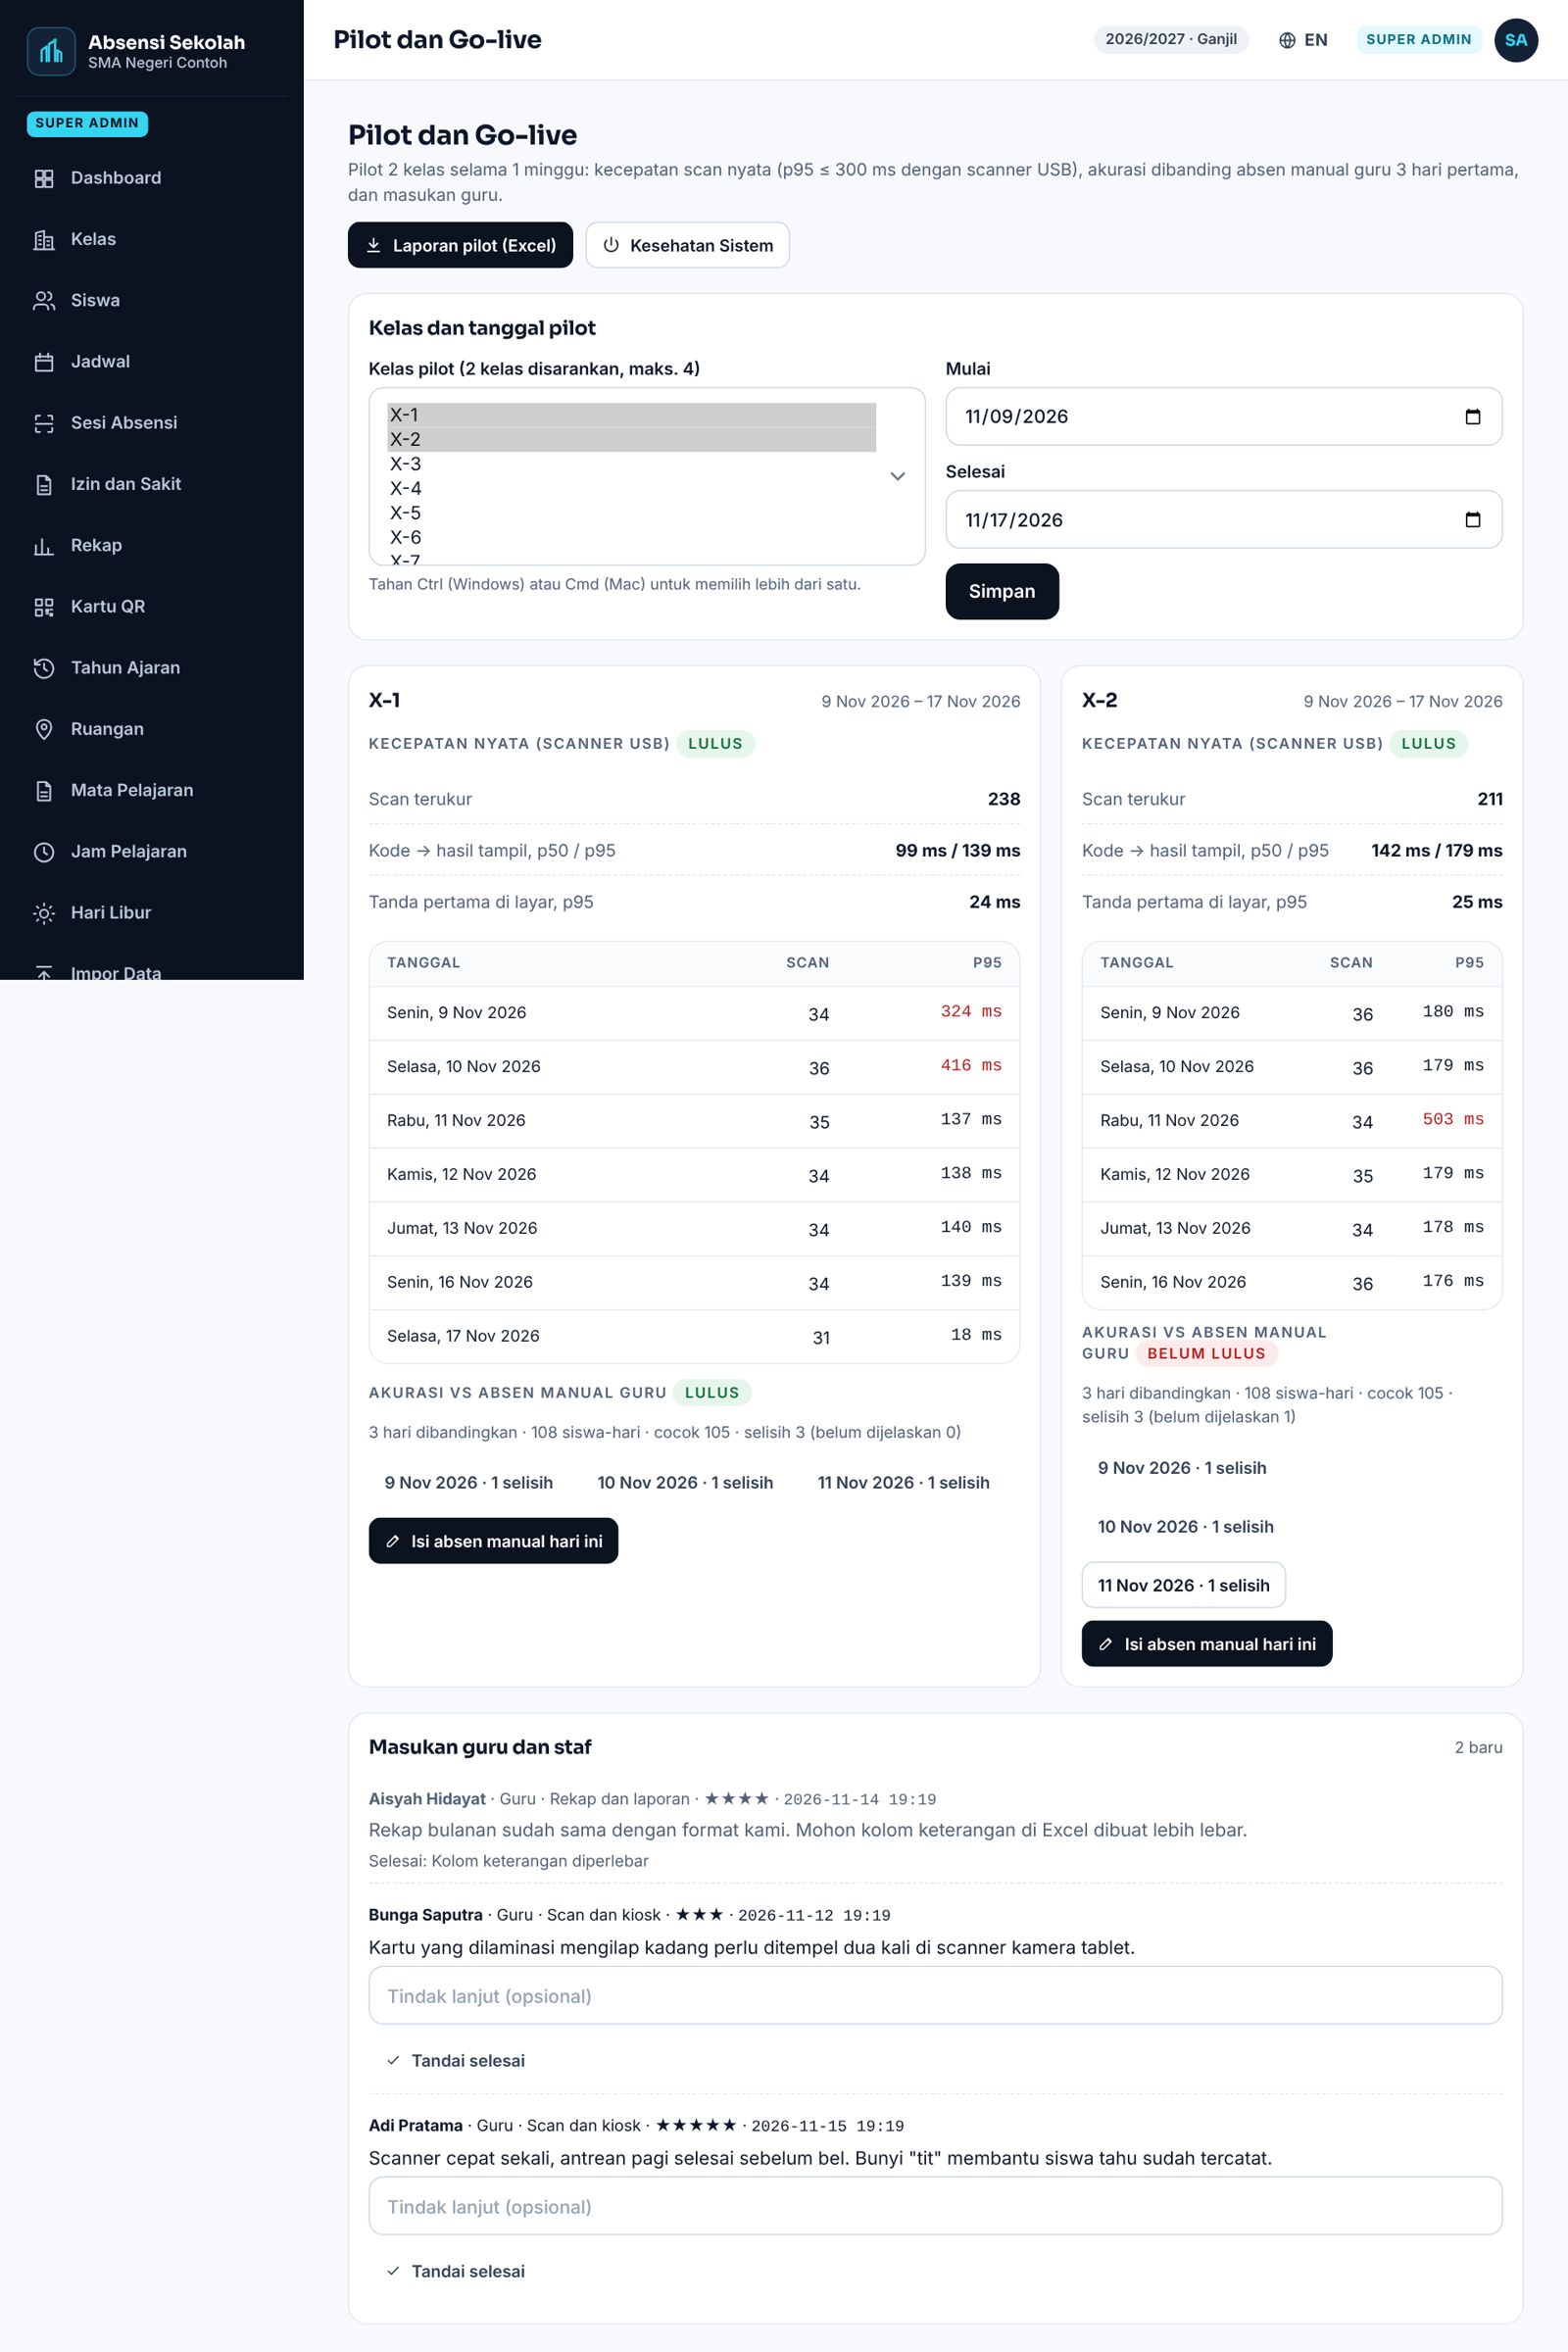 Absensi Sekolah
SMA Negeri Contoh
SUPER ADMIN
Dashboard
Kelas
Siswa
Jadwal
Sesi Absensi
Izin dan Sakit
Rekap
Kartu QR
Tahun Ajaran
Ruangan
Mata Pelajaran
Jam Pelajaran
Hari Libur
Impor Data
Pilot dan Go-live
2026/2027 · Ganjil
EN
SUPER ADMIN
SA
Pilot dan Go-live
Pilot 2 kelas selama 1 minggu: kecepatan scan nyata (p95 ≤ 300 ms dengan scanner USB), akurasi dibanding absen manual guru 3 hari pertama,
dan masukan guru.
Laporan pilot (Excel)
Kesehatan Sistem
Kelas dan tanggal pilot
Kelas pilot (2 kelas disarankan, maks. 4)
X-1
X-2
X-3
X-4
X-5
X-6
X-7
Tahan Ctrl (Windows) atau Cmd (Mac) untuk memilih lebih dari satu.
Mulai
11/09/2026
Selesai
11/17/2026
Simpan
X-1
9 Nov 2026 – 17 Nov 2026
KECEPATAN NYATA (SCANNER USB) LULUS
Scan terukur 238
Kode → hasil tampil, p50 / p95 99 ms / 139 ms
Tanda pertama di layar, p95 24 ms
TANGGAL SCAN P95
Senin, 9 Nov 2026 34 324 ms
Selasa, 10 Nov 2026 36 416 ms
Rabu, 11 Nov 2026 35 137 ms
Kamis, 12 Nov 2026 34 138 ms
Jumat, 13 Nov 2026 34 140 ms
Senin, 16 Nov 2026 34 139 ms
Selasa, 17 Nov 2026 31 18 ms
AKURASI VS ABSEN MANUAL GURU LULUS
3 hari dibandingkan · 108 siswa-hari · cocok 105 · selisih 3 (belum dijelaskan 0)
9 Nov 2026 · 1 selisih 10 Nov 2026 · 1 selisih 11 Nov 2026 · 1 selisih
Isi absen manual hari ini
X-2
9 Nov 2026 – 17 Nov 2026
KECEPATAN NYATA (SCANNER USB) LULUS
Scan terukur 211
Kode → hasil tampil, p50 / p95 142 ms / 179 ms
Tanda pertama di layar, p95 25 ms
TANGGAL SCAN P95
Senin, 9 Nov 2026 36 180 ms
Selasa, 10 Nov 2026 36 179 ms
Rabu, 11 Nov 2026 34 503 ms
Kamis, 12 Nov 2026 35 179 ms
Jumat, 13 Nov 2026 34 178 ms
Senin, 16 Nov 2026 36 176 ms
AKURASI VS ABSEN MANUAL
GURU BELUM LULUS
3 hari dibandingkan · 108 siswa-hari · cocok 105 ·
selisih 3 (belum dijelaskan 1)
9 Nov 2026 · 1 selisih
10 Nov 2026 · 1 selisih
11 Nov 2026 · 1 selisih
Isi absen manual hari ini
Masukan guru dan staf
2 baru
Aisyah Hidayat · Guru · Rekap dan laporan · ★★★★ · 2026-11-14 19:19
Rekap bulanan sudah sama dengan format kami. Mohon kolom keterangan di Excel dibuat lebih lebar.
Selesai: Kolom keterangan diperlebar
Bunga Saputra · Guru · Scan dan kiosk · ★★★ · 2026-11-12 19:19
Kartu yang dilaminasi mengilap kadang perlu ditempel dua kali di scanner kamera tablet.
Tindak lanjut (opsional)
Tandai selesai
Adi Pratama · Guru · Scan dan kiosk · ★★★★★ · 2026-11-15 19:19
Scanner cepat sekali, antrean pagi selesai sebelum bel. Bunyi "tit" membantu siswa tahu sudah tercatat.
Tindak lanjut (opsional)
Tandai selesai